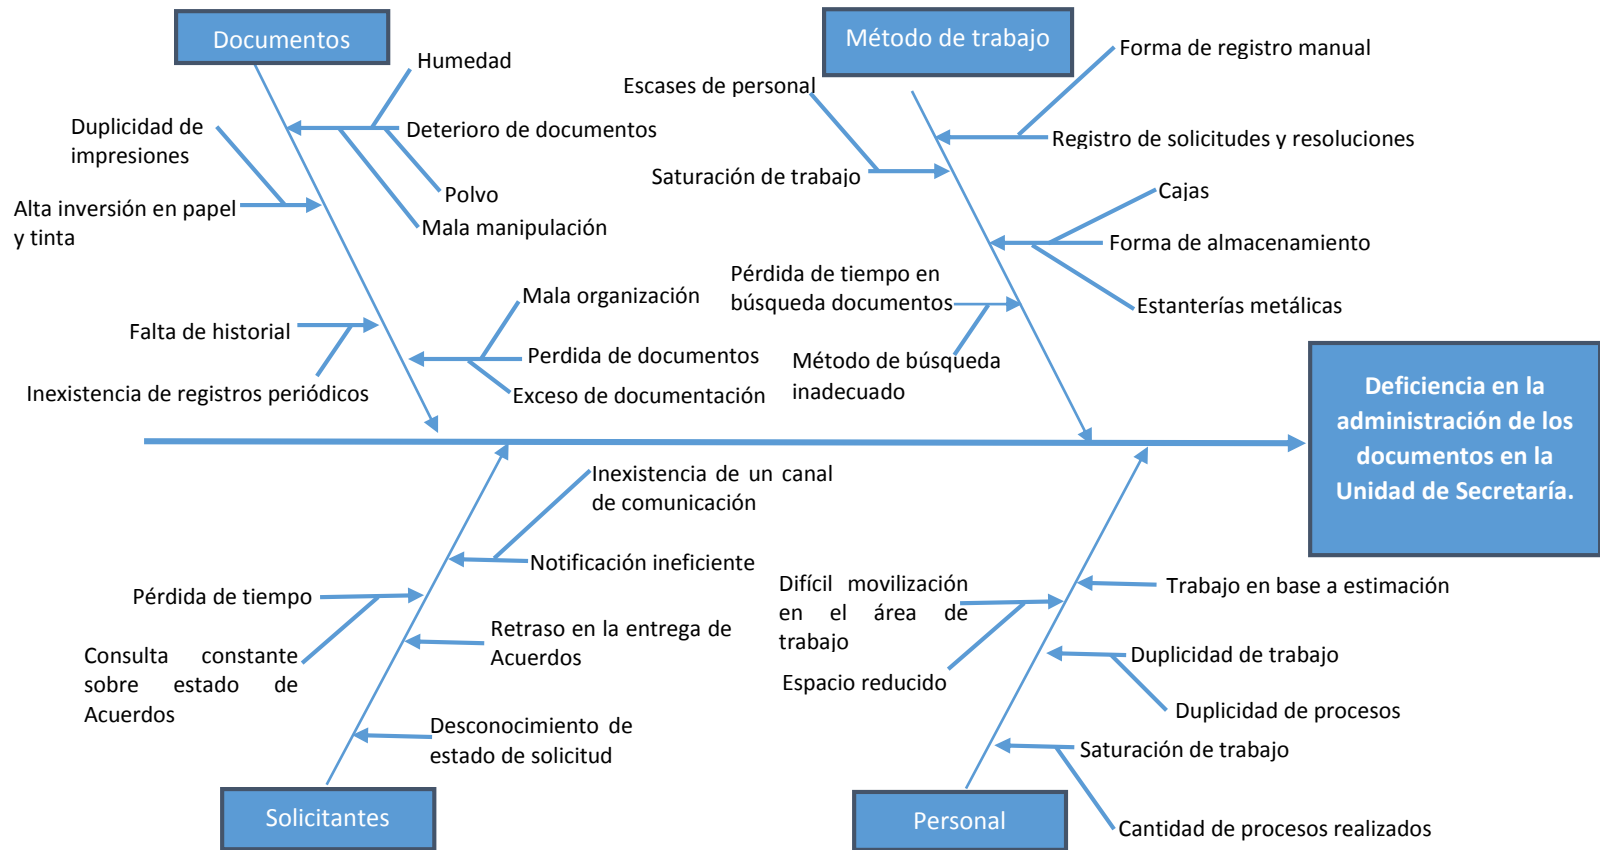 Documentos
Humedad
Duplicidad de
impresiones
Deterioro de documentos
Polvo
Alta inversión en papel
y tinta
Mala manipulación
Mala organización
Falta de historial
Perdida de documentos
Inexistencia de registros periódicos
Exceso de documentación
Método de trabajo
Forma de registro manual
Escases de personal
Registro de solicitudes y resoluciones
Saturación de trabajo
Cajas
Forma de almacenamiento
Pérdida de tiempo en
búsqueda documentos
Estanterías metálicas
Método de búsqueda
inadecuado
Deficiencia en la
administración de los
documentos en la
Unidad de Secretaría.
Inexistencia de un canal
de comunicación
Notificación ineficiente
Pérdida de tiempo
Retraso en la entrega de
Acuerdos
Consulta constante
sobre estado de
Acuerdos
Desconocimiento de
estado de solicitud
Solicitantes
Difícil movilización
en el área de
trabajo
Trabajo en base a estimación
Duplicidad de trabajo
Espacio reducido
Duplicidad de procesos
Saturación de trabajo
Cantidad de procesos realizados
Personal